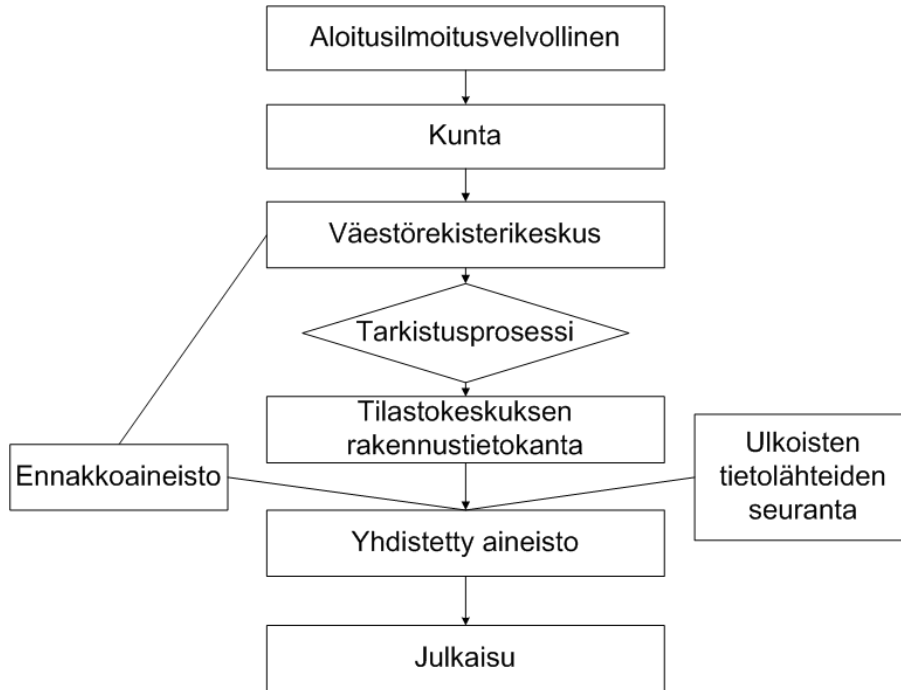 Aloitusilmoitusvelvollinen
Kunta
Väestörekisterikeskus
Tarkistusprosessi
Tilastokeskuksen
rakennustietokanta
Ennakkoaineisto
Ulkoisten
tietolähteiden
seuranta
Yhdistetty aineisto
Julkaisu